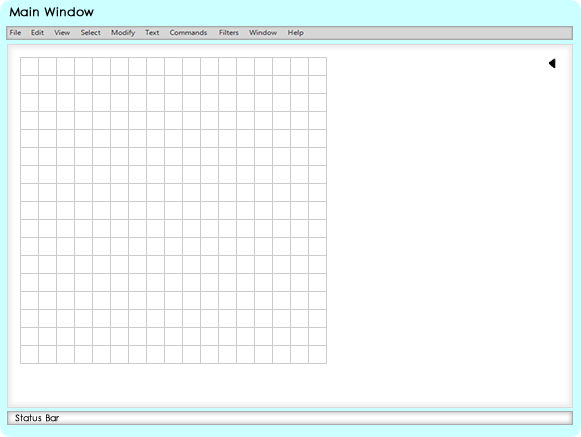 Main Window
File Edit View Select Modify Text Commands Filters Window Help
Status Bar